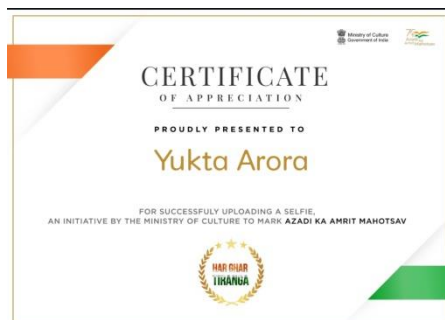 Ministry of Culture
Government of India
CERTIFICATE
OF APPRECIATION
PROUDLY PRESENTED TO
Yukta Arora
FOR SUCCESSFULY UPLOADING A SELFIE,
AN INITIATIVE BY THE MINISTRY OF CULTURE TO MARK AZADI KA AMRIT MAHOTSAV
HAR GHAR
TIRANGA